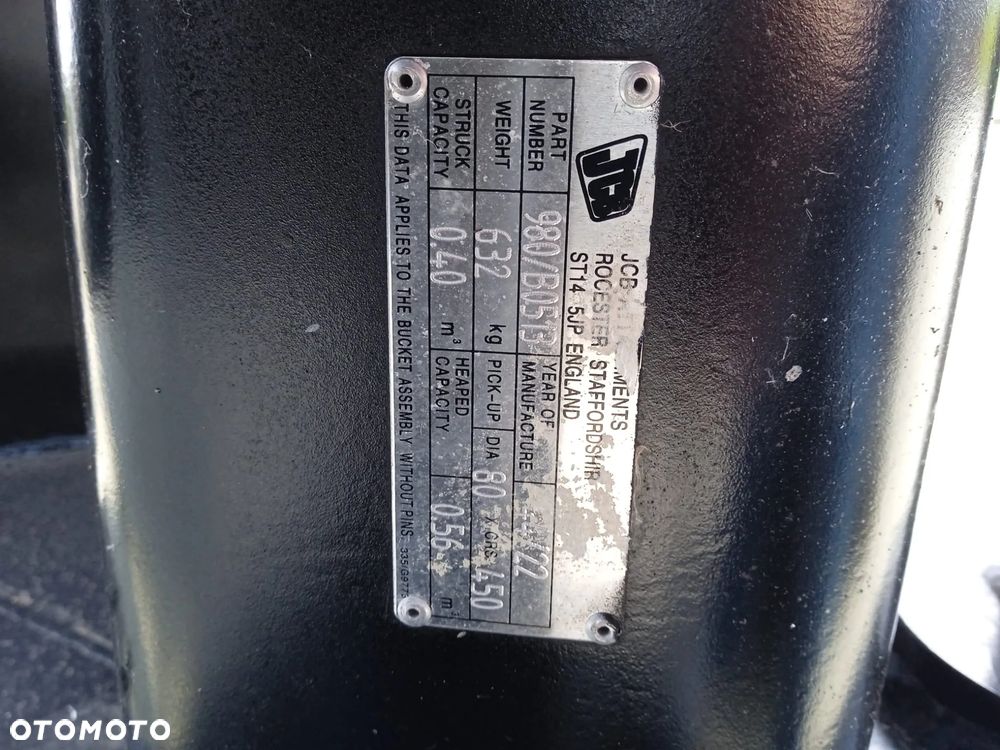 JCB
JCB
ROCESTER STAFFORDSHIR
ST14 5JP ENGLAND
PART NUMBER 980/B0513 YEAR OF MANUFACTURE /22
WEIGHT 632 kg PICK-UP DIA 80 X CRS 450
STRUCK CAPACITY 0.40 m³ HEAPED CAPACITY 0.56 m³
THIS DATA APPLIES TO THE BUCKET ASSEMBLY WITHOUT PINS
OTOMOTO